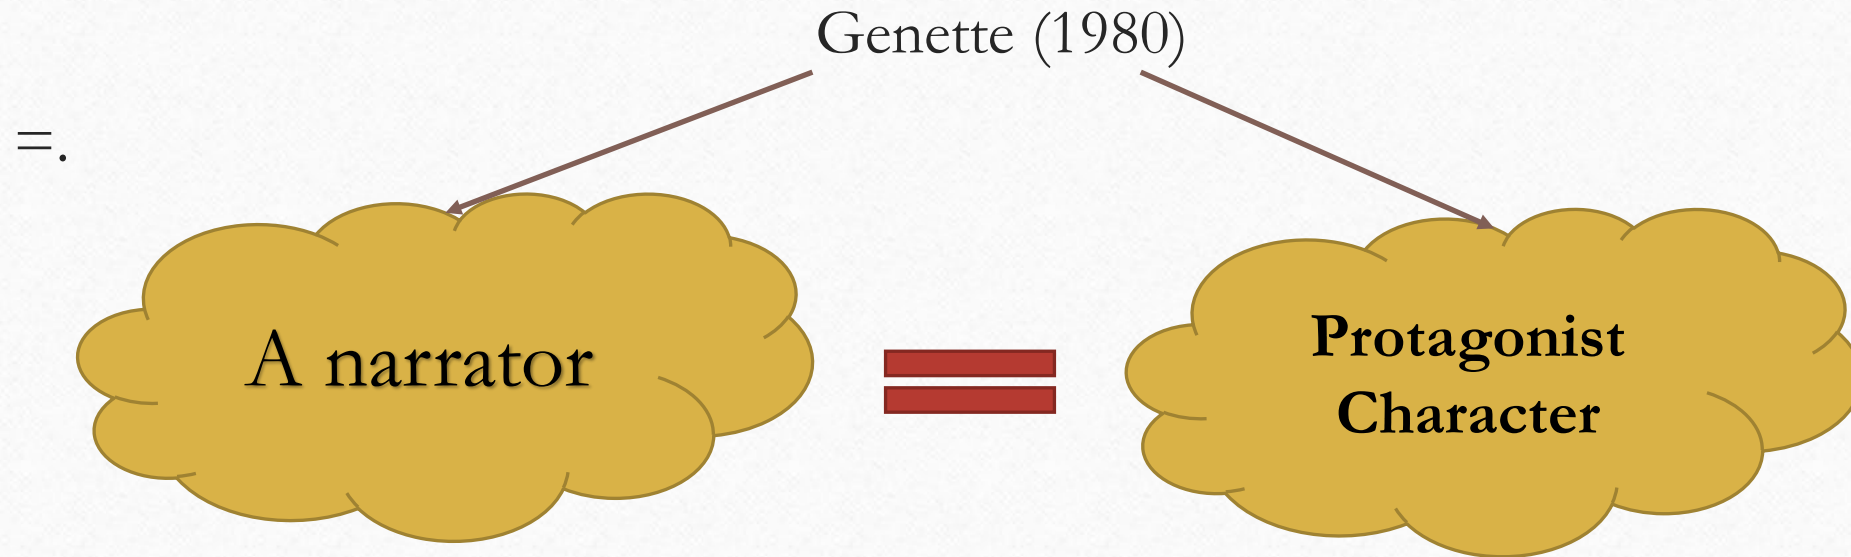 Genette (1980)
=.
A narrator
Protagonist
Character